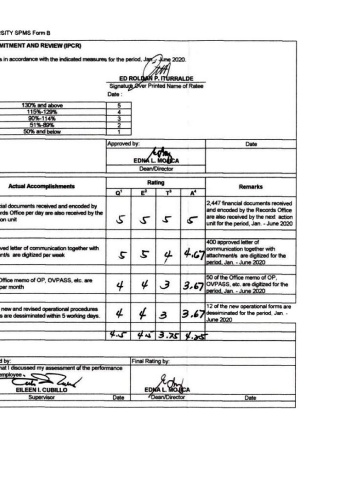 RSITY SPMS Form B
MITMENT AND REVIEW (IPCR)
s in accordance with the indicated measures for the period, Jan - June 2020.
ED ROLDAN P. ITURRALDE
Signature Over Printed Name of Ratee
Date :
130% and above 5
115%-129% 4
90%-114% 3
51%-89% 2
50% and below 1
Approved by: Date
EDNA L. MOJICA
Dean/Director
Actual Accomplishments Rating Remarks
Q1 E2 T3 A4
cial documents received and encoded by
rds Office per day are also received by the
on unit
5 5 5 5
2,447 financial documents received
and encoded by the Records Office
are also received by the next action
unit for the period, Jan. - June 2020
ved letter of communication together with
nt/s are digitized per week
5 5 4 4.67
400 approved letter of
communication together with
attachment/s are digitized for the
period, Jan. - June 2020
Office memo of OP, OVPASS, etc. are
per month
4 4 3 3.67
50 of the Office memo of OP,
OVPASS, etc. are digitized for the
period, Jan. - June 2020
new and revised operational procedures
s are desseminated within 5 working days.
4 4 3 3.67
12 of the new operational forms are
desseminated for the period, Jan. -
June 2020
4.5 4.5 3.75 4.25
d by: Final Rating by:
hat I discussed my assessment of the performance
employee
EILEEN I. CUBILLO EDNA L. MOJICA
Supervisor Date Dean/Director Date